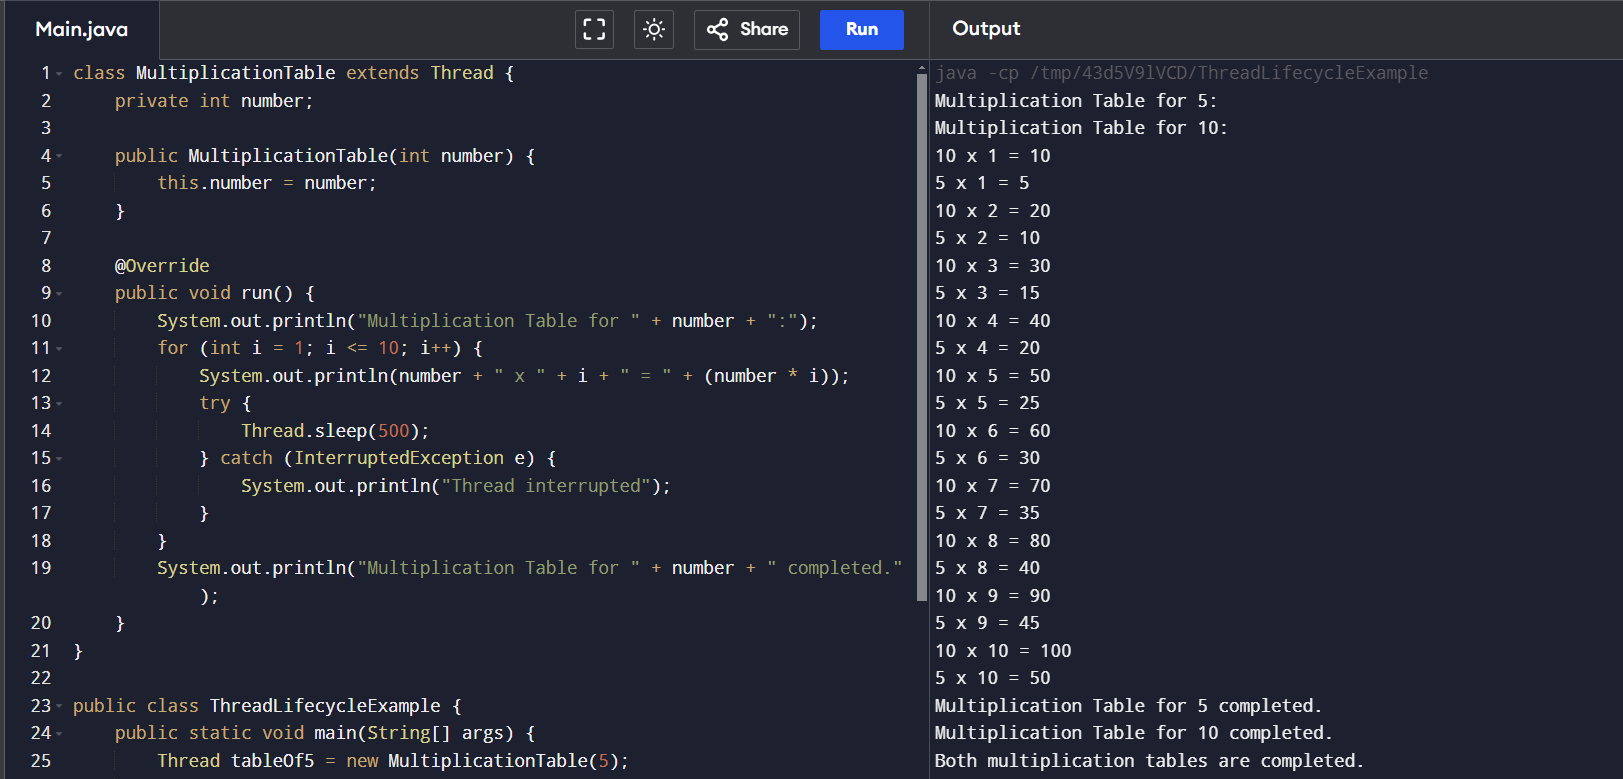 Main.java
Share
Run
Output
1 class MultiplicationTable extends Thread {
2     private int number;
3
4     public MultiplicationTable(int number) {
5         this.number = number;
6     }
7
8     @Override
9     public void run() {
10         System.out.println("Multiplication Table for " + number + ":");
11         for (int i = 1; i <= 10; i++) {
12             System.out.println(number + " x " + i + " = " + (number * i));
13             try {
14                 Thread.sleep(500);
15             } catch (InterruptedException e) {
16                 System.out.println("Thread interrupted");
17             }
18         }
19         System.out.println("Multiplication Table for " + number + " completed."
            );
20     }
21 }
22
23 public class ThreadLifecycleExample {
24     public static void main(String[] args) {
25         Thread tableOf5 = new MultiplicationTable(5);
java -cp /tmp/43d5V9lVCD/ThreadLifecycleExample
Multiplication Table for 5:
Multiplication Table for 10:
10 x 1 = 10
5 x 1 = 5
10 x 2 = 20
5 x 2 = 10
10 x 3 = 30
5 x 3 = 15
10 x 4 = 40
5 x 4 = 20
10 x 5 = 50
5 x 5 = 25
10 x 6 = 60
5 x 6 = 30
10 x 7 = 70
5 x 7 = 35
10 x 8 = 80
5 x 8 = 40
10 x 9 = 90
5 x 9 = 45
10 x 10 = 100
5 x 10 = 50
Multiplication Table for 5 completed.
Multiplication Table for 10 completed.
Both multiplication tables are completed.